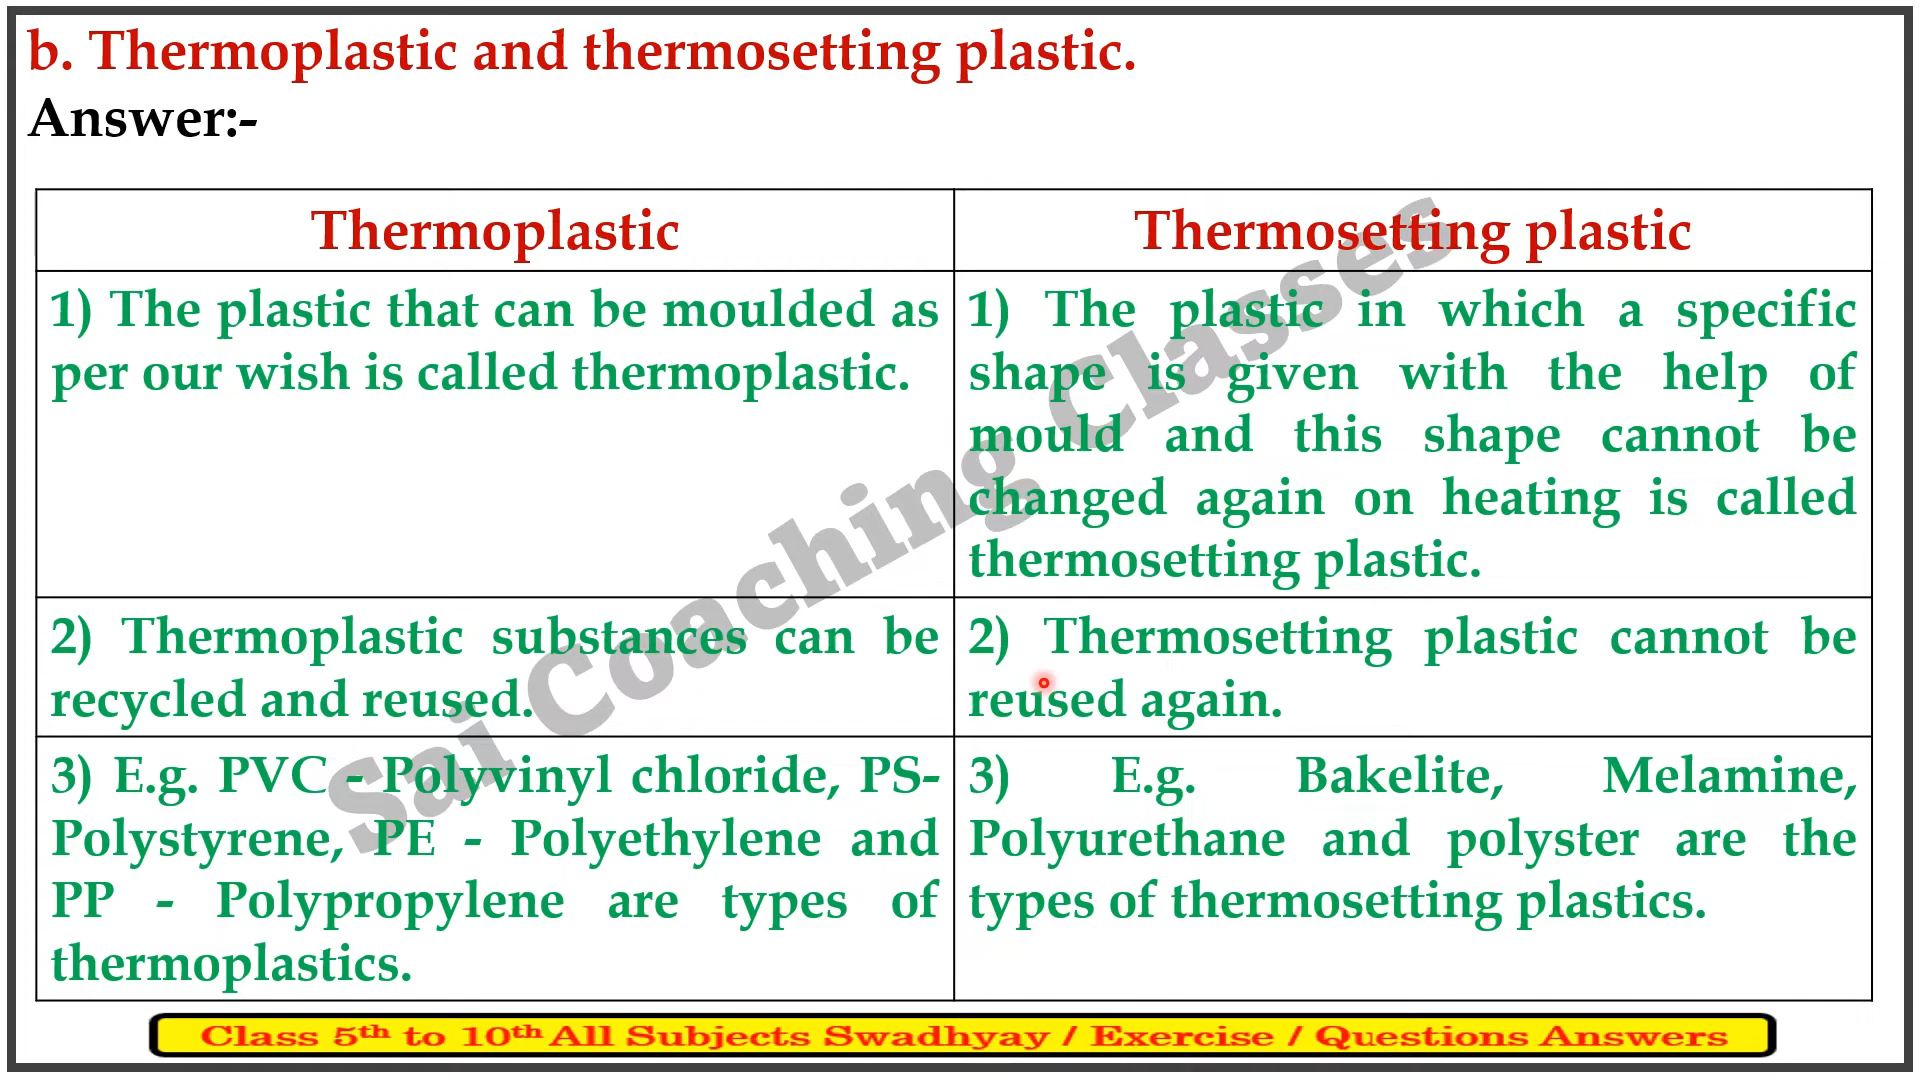 b. Thermoplastic and thermosetting plastic.
Answer:-
Thermoplastic
Thermosetting plastic
1) The plastic that can be moulded as
per our wish is called thermoplastic.
1) The plastic in which a specific
shape is given with the help of
mould and this shape cannot be
changed again on heating is called
thermosetting plastic.
2) Thermoplastic substances can be
recycled and reused.
2) Thermosetting plastic cannot be
reused again.
3) E.g. PVC - Polyvinyl chloride, PS-
Polystyrene, PE - Polyethylene and
PP - Polypropylene are types of
thermoplastics.
3) E.g. Bakelite, Melamine,
Polyurethane and polyster are the
types of thermosetting plastics.
Sai Coaching Classes
Class 5th to 10th All Subjects Swadhyay / Exercise / Questions Answers